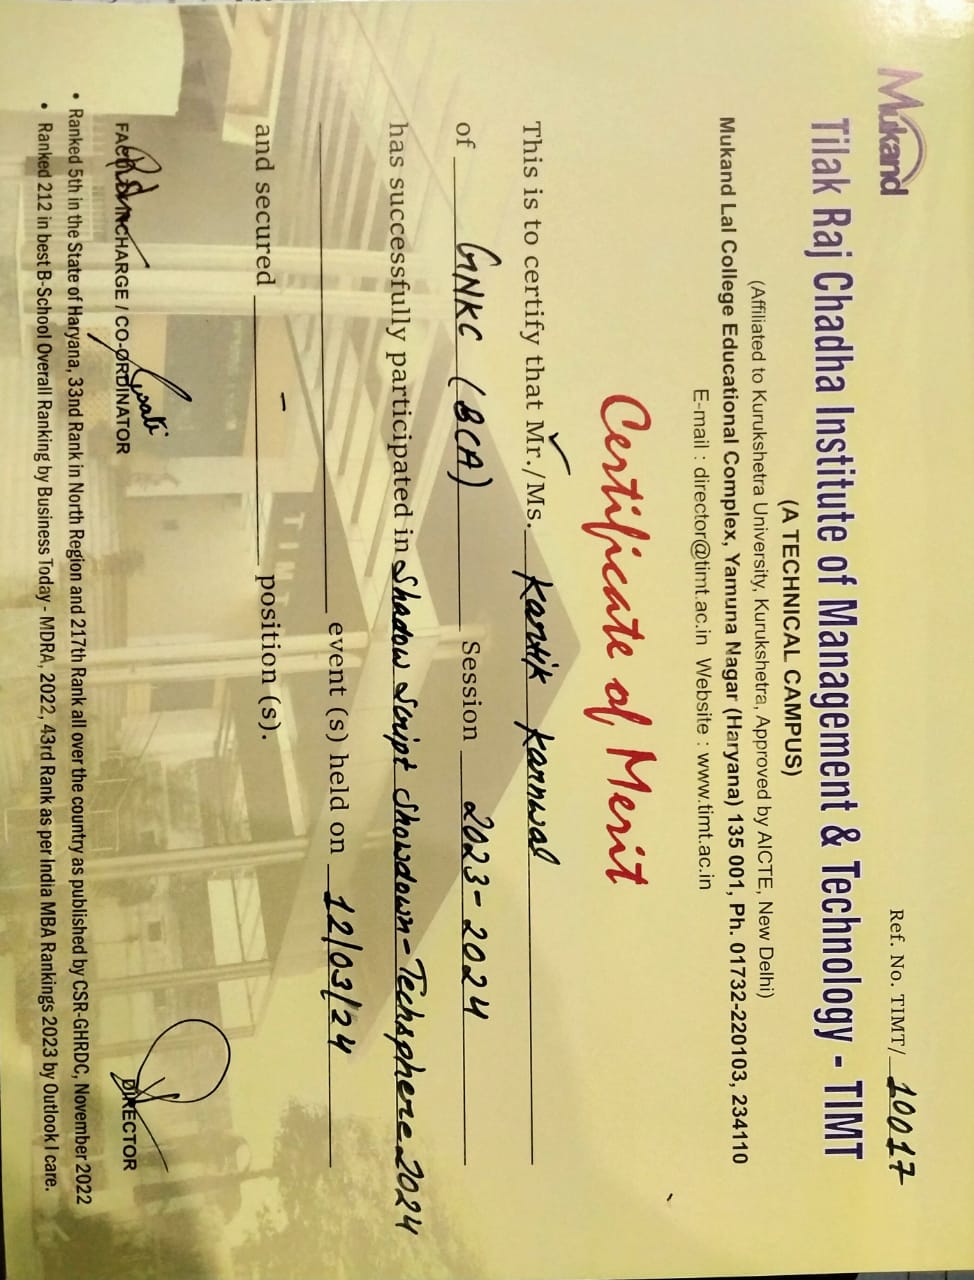 Mukand
Ref. No. TIMT/ 10017
Tilak Raj Chadha Institute of Management & Technology - TIMT
(A TECHNICAL CAMPUS)
(Affiliated to Kurukshetra University, Kurukshetra, Approved by AICTE, New Delhi)
Mukand Lal College Educational Complex, Yamuna Nagar (Haryana) 135 001, Ph. 01732-220103, 234110
E-mail : director@timt.ac.in Website : www.timt.ac.in
Certificate of Merit
This is to certify that Mr./Ms. Kartik Karnwal
of GNKC (BCA) Session 2023-2024
has successfully participated in Shadow Script Showdown-Techsphere 2024
event (s) held on 12/03/24
TIMT
and secured - position (s).
Swati
FACULTY INCHARGE / CO-ORDINATOR
DIRECTOR
• Ranked 5th in the State of Haryana, 33nd Rank in North Region and 217th Rank all over the country as published by CSR-GHRDC, November 2022
• Ranked 212 in best B-School Overall Ranking by Business Today - MDRA, 2022, 43rd Rank as per India MBA Rankings 2023 by Outlook I care.